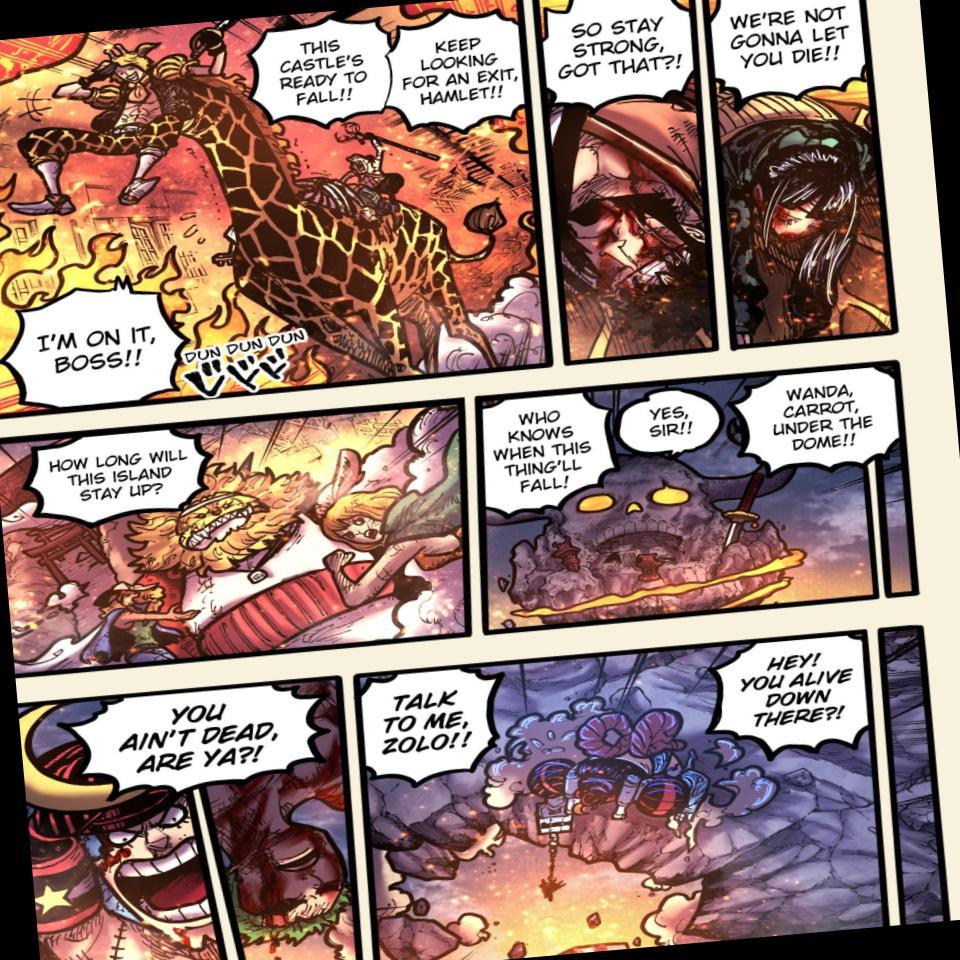 THIS
CASTLE'S
READY TO
FALL!!
KEEP
LOOKING
FOR AN EXIT,
HAMLET!!
SO STAY
STRONG,
GOT THAT?!
WE'RE NOT
GONNA LET
YOU DIE!!
I'M ON IT,
BOSS!!
DUN DUN DUN
ドドド
HOW LONG WILL
THIS ISLAND
STAY UP?
WHO
KNOWS
WHEN THIS
THING'LL
FALL!
YES,
SIR!!
WANDA,
CARROT,
UNDER THE
DOME!!
YOU
AIN'T DEAD,
ARE YA?!
TALK
TO ME,
ZOLO!!
HEY!
YOU ALIVE
DOWN
THERE?!